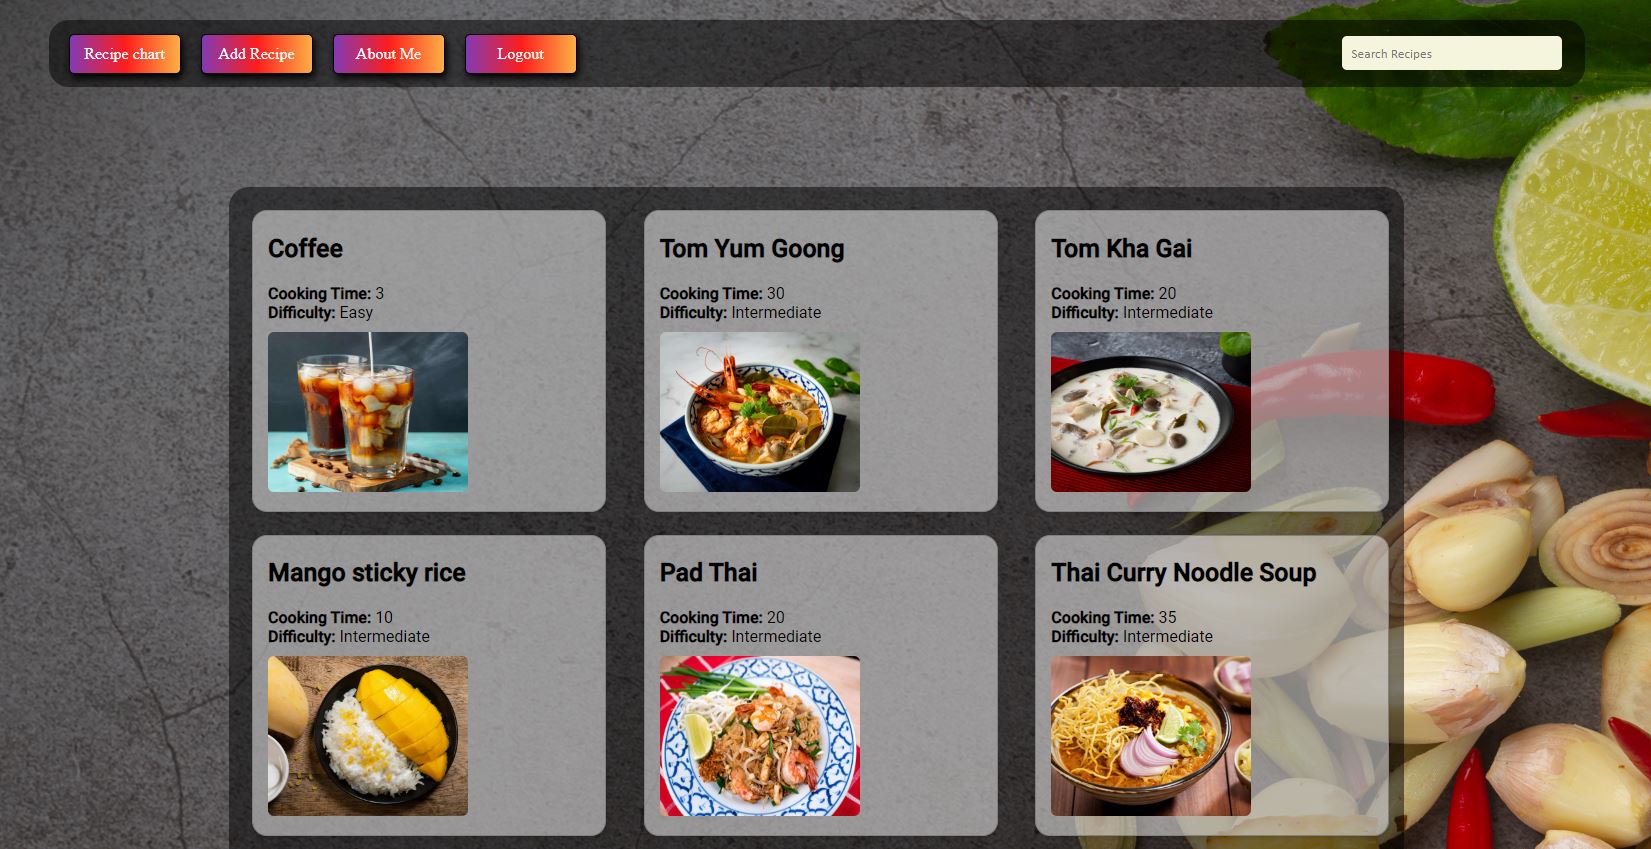 Recipe chart
Add Recipe
About Me
Logout
Search Recipes
Coffee
Cooking Time: 3
Difficulty: Easy
Tom Yum Goong
Cooking Time: 30
Difficulty: Intermediate
Tom Kha Gai
Cooking Time: 20
Difficulty: Intermediate
Mango sticky rice
Cooking Time: 10
Difficulty: Intermediate
Pad Thai
Cooking Time: 20
Difficulty: Intermediate
Thai Curry Noodle Soup
Cooking Time: 35
Difficulty: Intermediate